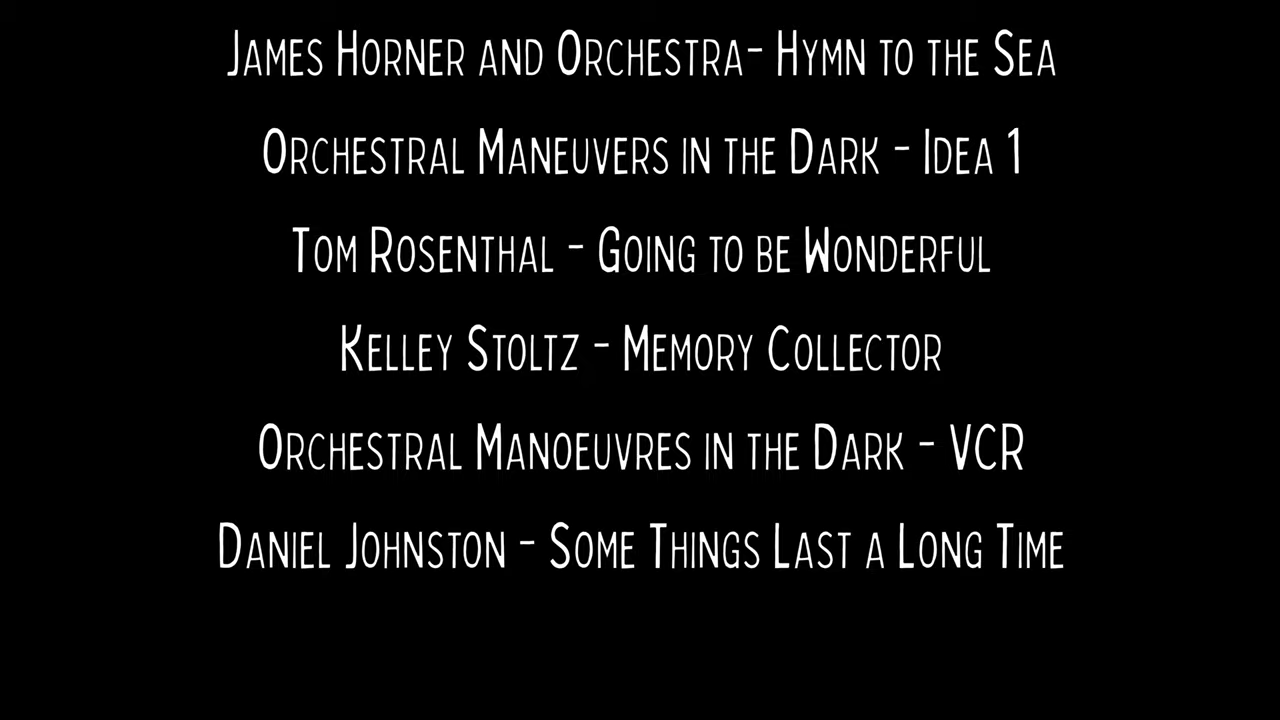 James Horner and Orchestra- Hymn to the Sea
Orchestral Maneuvers in the Dark - Idea 1
Tom Rosenthal - Going to be Wonderful
Kelley Stoltz - Memory Collector
Orchestral Manoeuvres in the Dark - VCR
Daniel Johnston - Some Things Last a Long Time